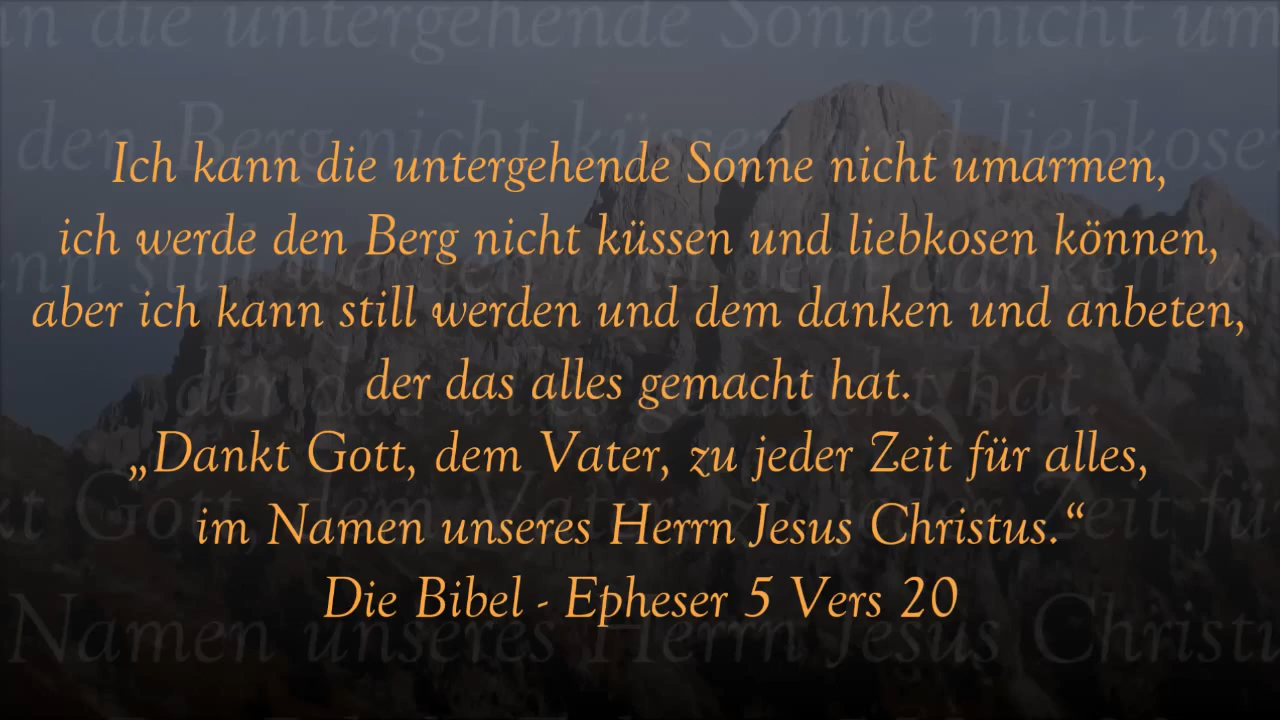 Ich kann die untergehende Sonne nicht umarmen,
ich werde den Berg nicht küssen und liebkosen können,
aber ich kann still werden und dem danken und anbeten,
der das alles gemacht hat.
„Dankt Gott, dem Vater, zu jeder Zeit für alles,
im Namen unseres Herrn Jesus Christus.“
Die Bibel - Epheser 5 Vers 20